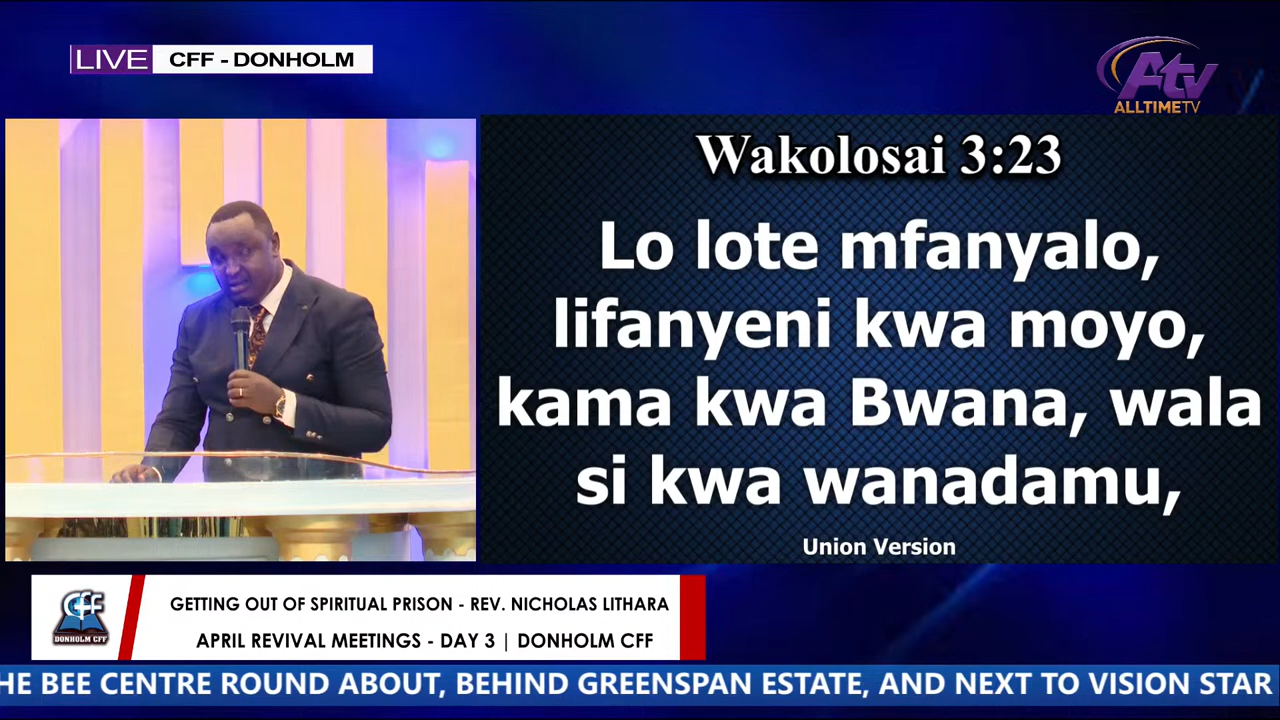 LIVE CFF - DONHOLM
Atv
ALLTIMETV
Wakolosai 3:23
Lo lote mfanyalo,
lifanyeni kwa moyo,
kama kwa Bwana, wala
si kwa wanadamu,
Union Version
CFF
DONHOLM CFF
GETTING OUT OF SPIRITUAL PRISON - REV. NICHOLAS LITHARA
APRIL REVIVAL MEETINGS - DAY 3 | DONHOLM CFF
HE BEE CENTRE ROUND ABOUT, BEHIND GREENSPAN ESTATE, AND NEXT TO VISION STAR